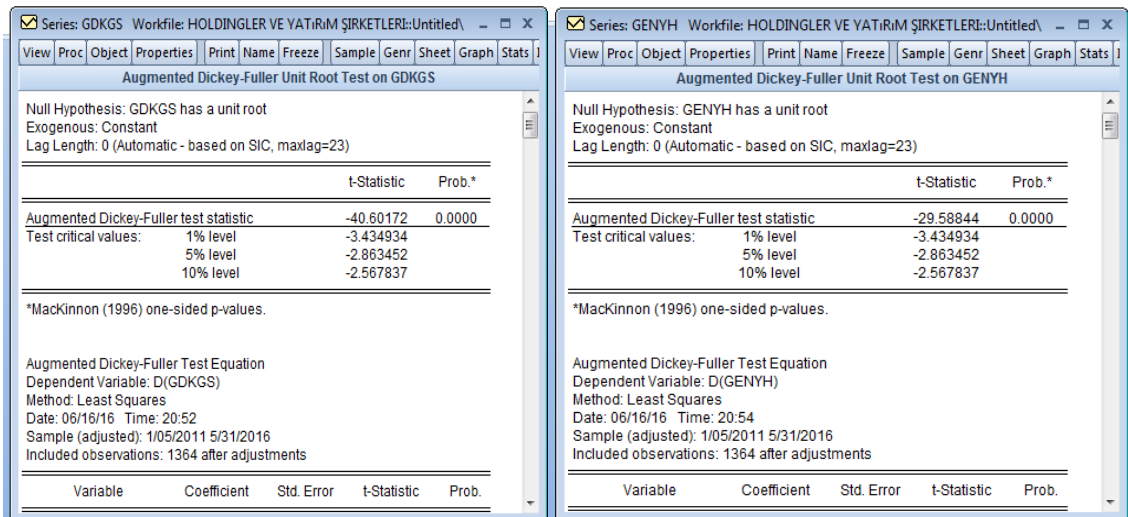 Series: GDKGS Workfile: HOLDINGLER VE YATıRıM ŞIRKETLERI::Untitled\
View Proc Object Properties Print Name Freeze Sample Genr Sheet Graph Stats
Augmented Dickey-Fuller Unit Root Test on GDKGS
Null Hypothesis: GDKGS has a unit root
Exogenous: Constant
Lag Length: 0 (Automatic - based on SIC, maxlag=23)
t-Statistic Prob.*
Augmented Dickey-Fuller test statistic -40.60172 0.0000
Test critical values: 1% level -3.434934
5% level -2.863452
10% level -2.567837
*MacKinnon (1996) one-sided p-values.
Augmented Dickey-Fuller Test Equation
Dependent Variable: D(GDKGS)
Method: Least Squares
Date: 06/16/16 Time: 20:52
Sample (adjusted): 1/05/2011 5/31/2016
Included observations: 1364 after adjustments
Variable Coefficient Std. Error t-Statistic Prob.
Series: GENYH Workfile: HOLDINGLER VE YATıRıM ŞIRKETLERI::Untitled\
View Proc Object Properties Print Name Freeze Sample Genr Sheet Graph Stats
Augmented Dickey-Fuller Unit Root Test on GENYH
Null Hypothesis: GENYH has a unit root
Exogenous: Constant
Lag Length: 0 (Automatic - based on SIC, maxlag=23)
t-Statistic Prob.*
Augmented Dickey-Fuller test statistic -29.58844 0.0000
Test critical values: 1% level -3.434934
5% level -2.863452
10% level -2.567837
*MacKinnon (1996) one-sided p-values.
Augmented Dickey-Fuller Test Equation
Dependent Variable: D(GENYH)
Method: Least Squares
Date: 06/16/16 Time: 20:54
Sample (adjusted): 1/05/2011 5/31/2016
Included observations: 1364 after adjustments
Variable Coefficient Std. Error t-Statistic Prob.